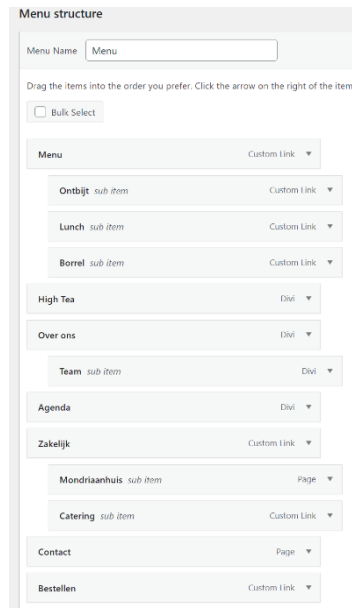 Menu structure
Menu Name Menu
Drag the items into the order you prefer. Click the arrow on the right of the item
Bulk Select
Menu Custom Link
Ontbijt sub item Custom Link
Lunch sub item Custom Link
Borrel sub item Custom Link
High Tea Divi
Over ons Divi
Team sub item Divi
Agenda Divi
Zakelijk Custom Link
Mondriaanhuis sub item Page
Catering sub item Custom Link
Contact Page
Bestellen Custom Link